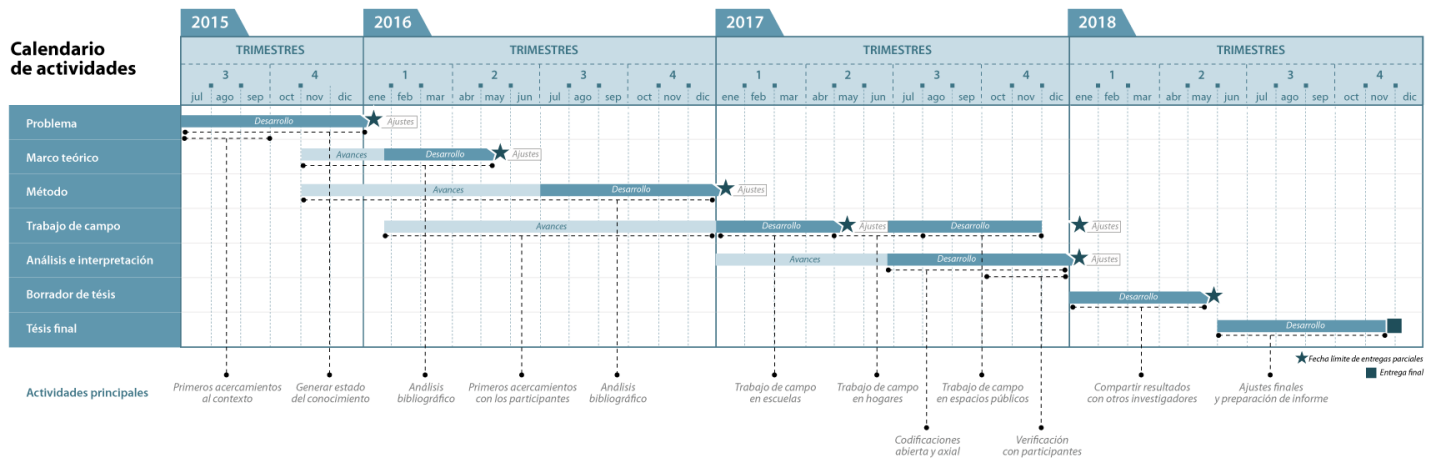 Calendario
de actividades
2015
2016
2017
2018
TRIMESTRES
TRIMESTRES
TRIMESTRES
TRIMESTRES
3
4
1
2
3
4
1
2
3
4
1
2
3
4
jul
ago
sep
oct
nov
dic
ene
feb
mar
abr
may
jun
jul
ago
sep
oct
nov
dic
ene
feb
mar
abr
may
jun
jul
ago
sep
oct
nov
dic
ene
feb
mar
abr
may
jun
jul
ago
sep
oct
nov
dic
Problema
Desarrollo
Ajustes
Marco teórico
Avances
Desarrollo
Ajustes
Método
Avances
Desarrollo
Ajustes
Trabajo de campo
Avances
Desarrollo
Ajustes
Desarrollo
Ajustes
Análisis e interpretación
Avances
Desarrollo
Ajustes
Borrador de tésis
Desarrollo
Tésis final
Desarrollo
Fecha límite de entregas parciales
Entrega final
Actividades principales
Primeros acercamientos
al contexto
Generar estado
del conocimiento
Análisis
bibliográfico
Primeros acercamientos
con los participantes
Análisis
bibliográfico
Trabajo de campo
en escuelas
Trabajo de campo
en hogares
Trabajo de campo
en espacios públicos
Compartir resultados
con otros investigadores
Ajustes finales
y preparación de informe
Codificaciones
abierta y axial
Verificación
con participantes